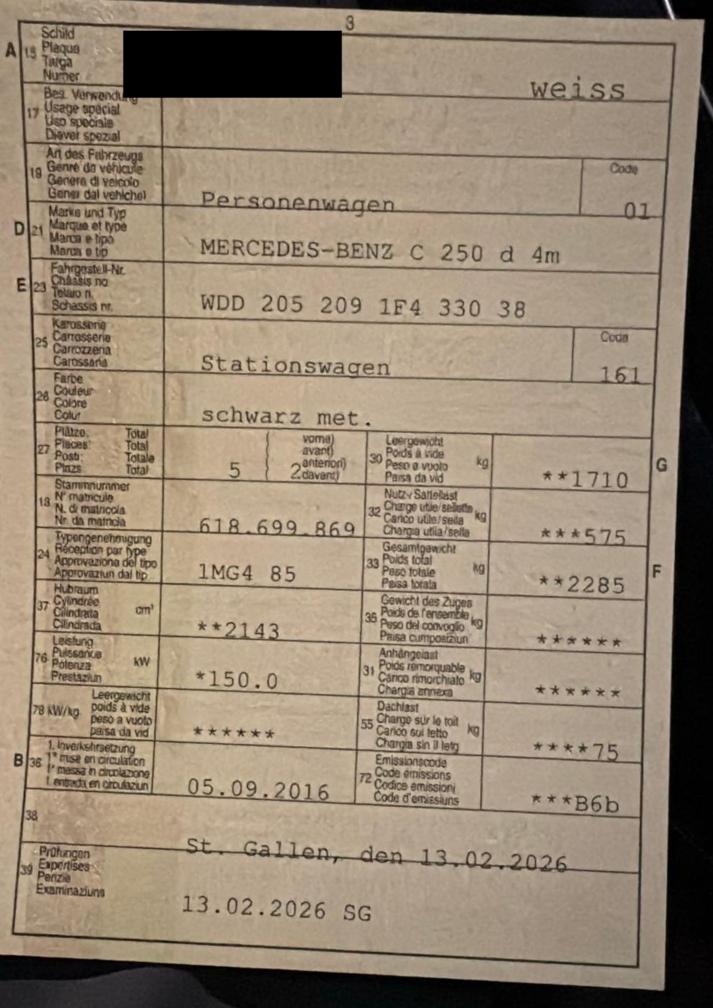 3
A 15 Schild
Plaque
Targa
Numer
weiss
17 Bes. Verwendung
Usage spécial
Uso speciale
Diever spezial
19 Art des Fahrzeugs
Genre de véhicule
Genere di veicolo
Gener dal vehichel
Personenwagen
Code
01
D 21 Marke und Typ
Marque et type
Marca e tipo
Marca e tip
MERCEDES-BENZ C 250 d 4m
E 23 Fahrgestell-Nr.
Châssis no
Telaio n.
Schassis nr.
WDD 205 209 1F4 330 38
25 Karosserie
Carrosserie
Carrozzeria
Carossaria
Stationswagen
Code
161
26 Farbe
Couleur
Colore
Colur
schwarz met.
27 Plätze: Total
Places: Total
Posti: Totale
Plazs Total
5
vorne)
avant)
2 anteriori)
davant)
30 Leergewicht
Poids à vide
Peso a vuoto
Paisa da vid
kg
**1710
G
18 Stammnummer
N° matricule
N. di matricola
Nr. da matricla
618.699.869
32 Nutz-/Sattellast
Charge utile/sellette
Carico utile/sella
Chargia utila/sella
kg
***575
24 Typengenehmigung
Réception par type
Approvazione del tipo
Approvaziun dal tip
1MG4 85
33 Gesamtgewicht
Poids total
Peso totale
Paisa totala
kg
**2285
F
37 Hubraum
Cylindrée
Cilindrata
Cilindrada
cm³
**2143
35 Gewicht des Zuges
Poids de l'ensemble
Peso del convoglio
Paisa cumposiziun
kg
******
76 Leistung
Puissance
Potenza
Prestaziun
kW
*150.0
31 Anhängelast
Poids remorquable
Carico rimorchiato
Chargia annexa
kg
******
78 kW/kg
Leergewicht
poids à vide
peso a vuoto
paisa da vid
******
55 Dachlast
Charge sur le toit
Carico sul tetto
Chargia sin il tetg
kg
****75
B 36 1. Inverkehrsetzung
1re mise en circulation
1a messa in circolazione
1. entrada en circulaziun
05.09.2016
72 Emissionscode
Code émissions
Codice emissioni
Code d'emissiuns
***B6b
38
St. Gallen, den 13.02.2026
39 Prüfungen
Expertises
Perizie
Examinaziuns
13.02.2026 SG